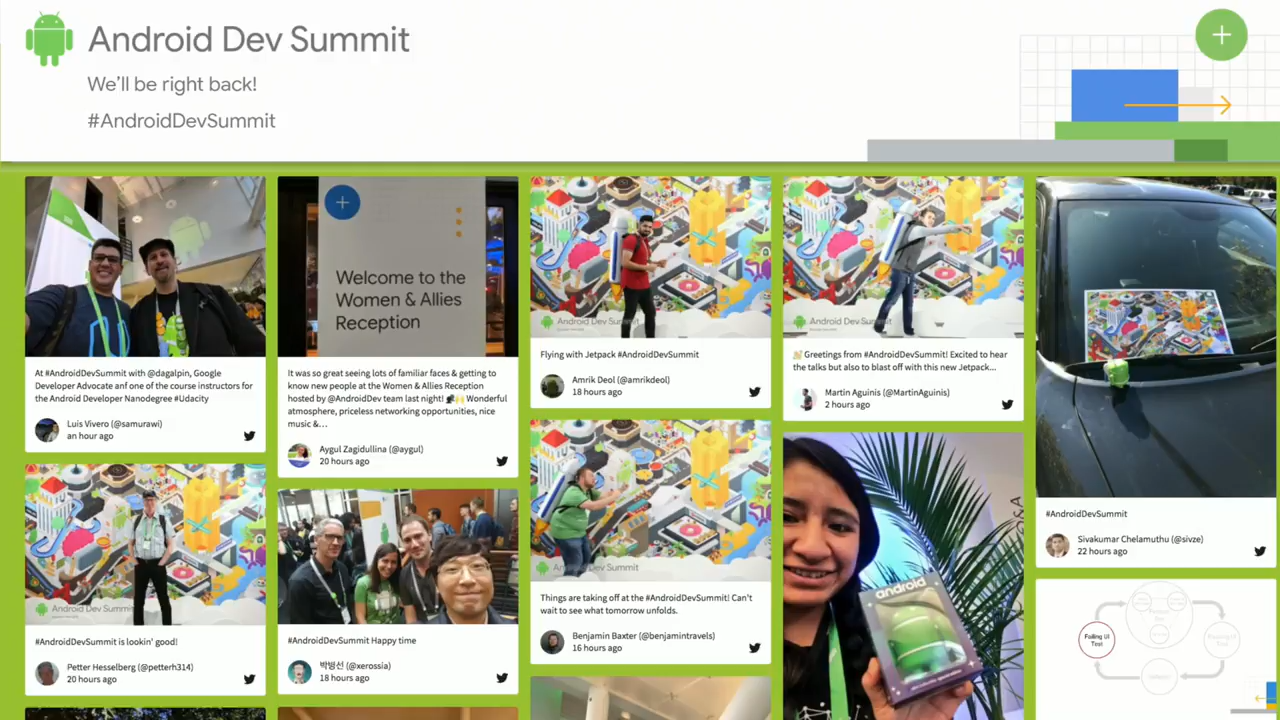 Android Dev Summit
We'll be right back!
#AndroidDevSummit
At #AndroidDevSummit with @dagalpin, Google
Developer Advocate anf one of the course instructors for
the Android Developer Nanodegree #Udacity
Luis Vivero (@samurawi)
an hour ago
Android Dev Summit
#AndroidDevSummit is lookin' good!
Petter Hesselberg (@petterh314)
20 hours ago
Welcome to the
Women & Allies
Reception
It was so great seeing lots of familiar faces & getting to
know new people at the Women & Allies Reception
hosted by @AndroidDev team last night! Wonderful
atmosphere, priceless networking opportunities, nice
music &...
Aygul Zagidullina (@aygul)
20 hours ago
#AndroidDevSummit Happy time
박방선 (@xerossia)
18 hours ago
Android Dev Summit
Flying with Jetpack #AndroidDevSummit
Amrik Deol (@amrikdeol)
18 hours ago
Android Dev Summit
Things are taking off at the #AndroidDevSummit! Can't
wait to see what tomorrow unfolds.
Benjamin Baxter (@benjamintravels)
16 hours ago
Android Dev Summit
Greetings from #AndroidDevSummit! Excited to hear
the talks but also to blast off with this new Jetpack...
Martin Aguinis (@MartinAguinis)
2 hours ago
android
#AndroidDevSummit
Sivakumar Chelamuthu (@sivze)
22 hours ago
Failing UI
Test